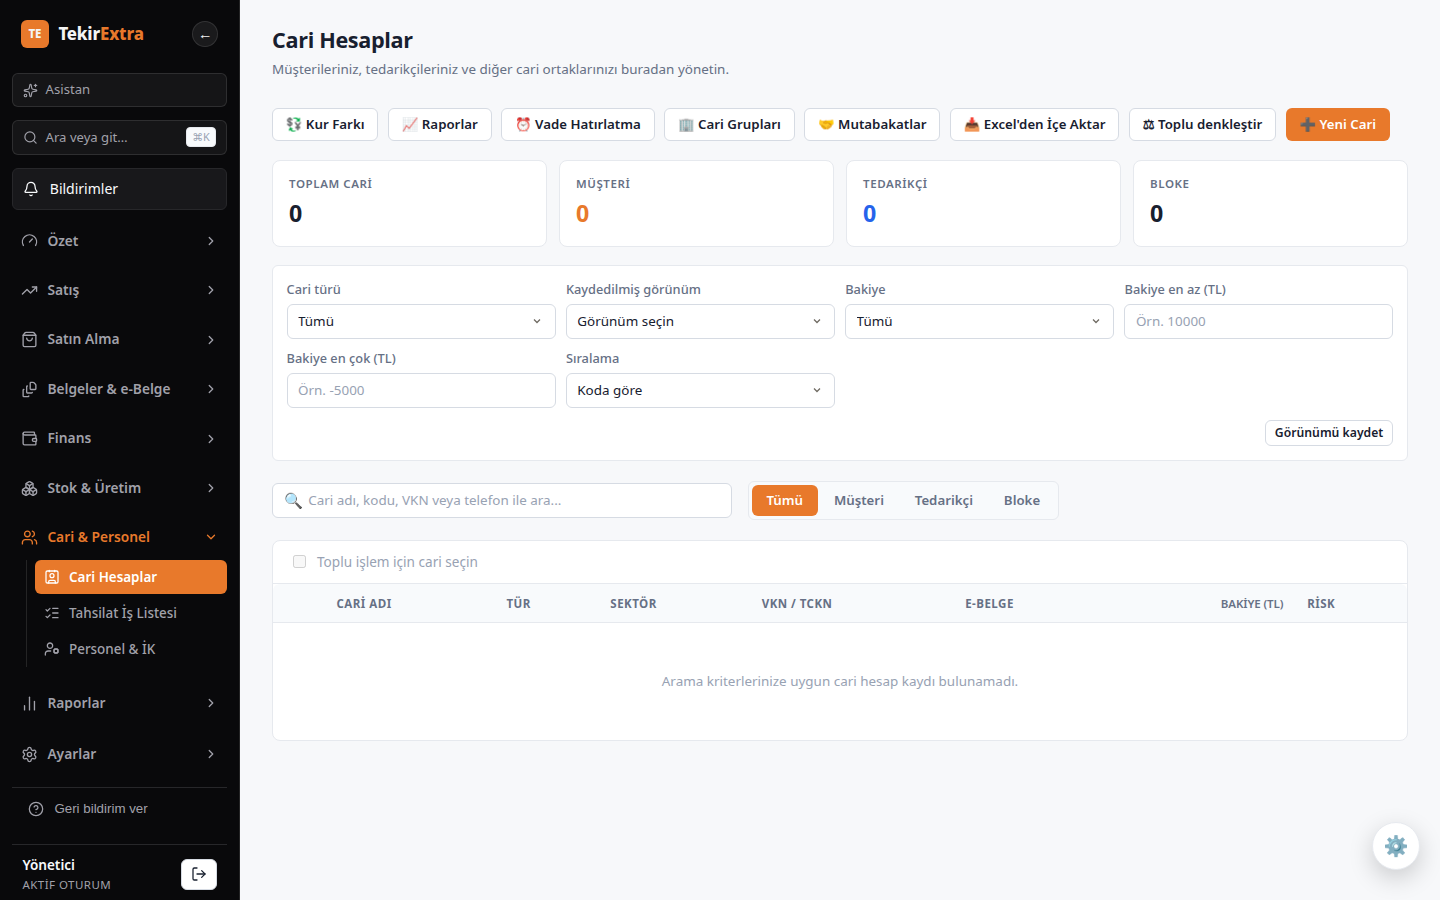 TE TekirExtra ←
Asistan
Ara veya git... ⌘K
Bildirimler
Özet
Satış
Satın Alma
Belgeler & e-Belge
Finans
Stok & Üretim
Cari & Personel
Cari Hesaplar
Tahsilat İş Listesi
Personel & İK
Raporlar
Ayarlar
Geri bildirim ver
Yönetici
AKTİF OTURUM
Cari Hesaplar
Müşterileriniz, tedarikçileriniz ve diğer cari ortaklarınızı buradan yönetin.
💱 Kur Farkı 📈 Raporlar ⏰ Vade Hatırlatma 🏢 Cari Grupları 🤝 Mutabakatlar 📥 Excel'den İçe Aktar ⚖ Toplu denkleştir ➕ Yeni Cari
TOPLAM CARİ MÜŞTERİ TEDARİKÇİ BLOKE
0 0 0 0
Cari türü Kaydedilmiş görünüm Bakiye Bakiye en az (TL)
Tümü Görünüm seçin Tümü Örn. 10000
Bakiye en çok (TL) Sıralama
Örn. -5000 Koda göre
Görünümü kaydet
🔍 Cari adı, kodu, VKN veya telefon ile ara... Tümü Müşteri Tedarikçi Bloke
Toplu işlem için cari seçin
CARİ ADI TÜR SEKTÖR VKN / TCKN E-BELGE BAKİYE (TL) RİSK
Arama kriterlerinize uygun cari hesap kaydı bulunamadı.